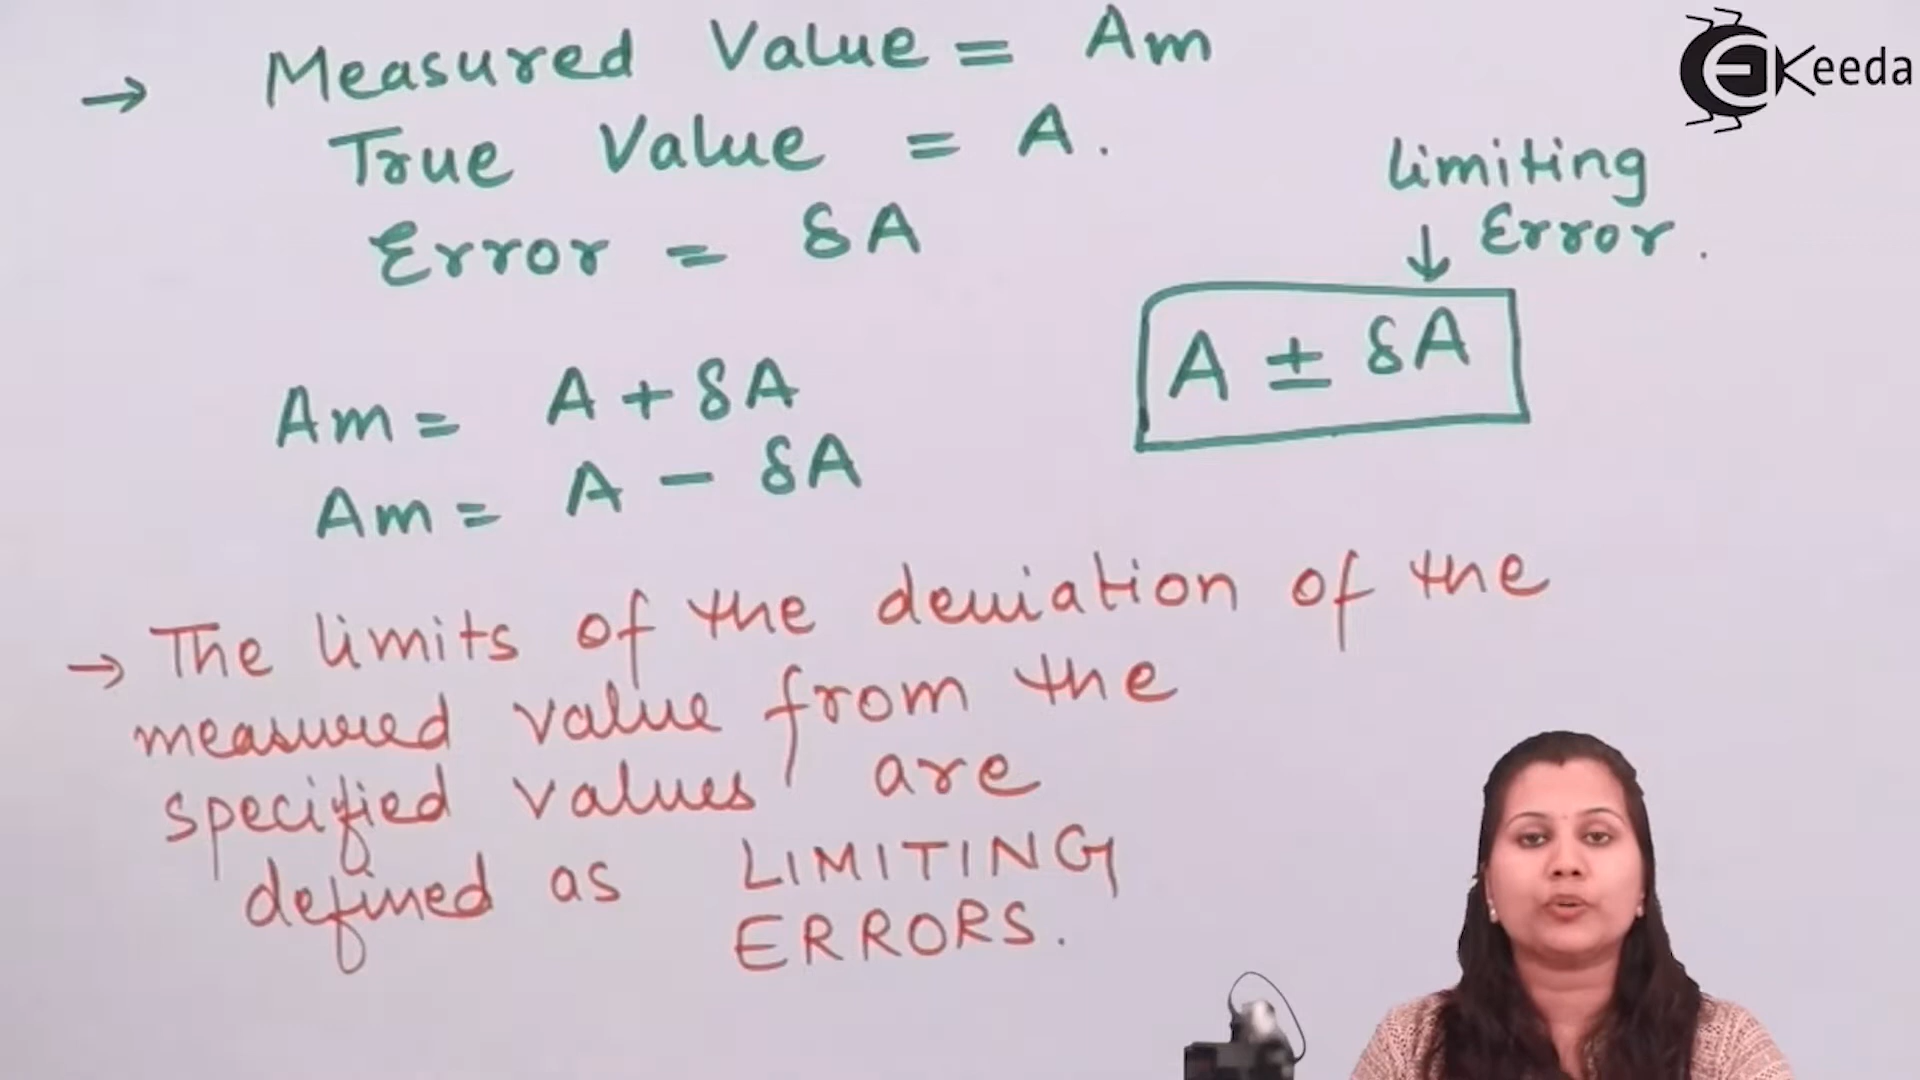 → Measured Value = Am
True Value = A.
Error = δA
Limiting
↓ Error.
A ± δA
Am = A + δA
Am = A - δA
→ The limits of the deviation of the
measured value from the
specified values are
defined as LIMITING
ERRORS.
EKeeda